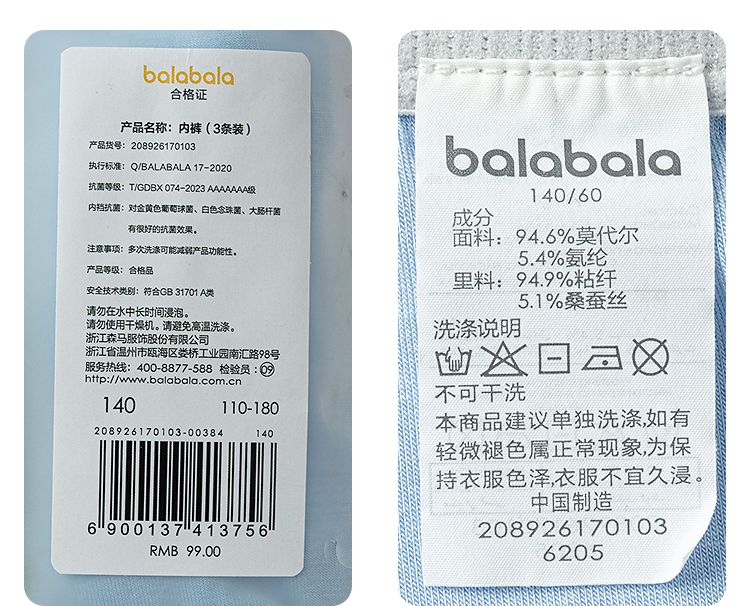 balabala
合格证
产品名称：内裤（3条装）
产品货号：208926170103
执行标准：Q/BALABALA 17-2020
抗菌等级：T/GDBX 074-2023 AAAAAAA级
内裆抗菌：对金黄色葡萄球菌、白色念珠菌、大肠杆菌
有很好的抗菌效果。
注意事项：多次洗涤可能减弱产品功能性。
产品等级：合格品
安全技术类别：符合GB 31701 A类
请勿在水中长时间浸泡。
请勿使用干燥机。请避免高温洗涤。
浙江森马服饰股份有限公司
浙江省温州市瓯海区娄桥工业园南汇路98号
服务热线：400-8877-588 检验员：09
http://www.balabala.com.cn
140 110-180
208926170103-00384 140
6 900137 413756
RMB 99.00
balabala
140/60
成分
面料：94.6%莫代尔
5.4%氨纶
里料：94.9%粘纤
5.1%桑蚕丝
洗涤说明
不可干洗
本商品建议单独洗涤,如有
轻微褪色属正常现象,为保
持衣服色泽,衣服不宜久浸。
中国制造
208926170103
6205